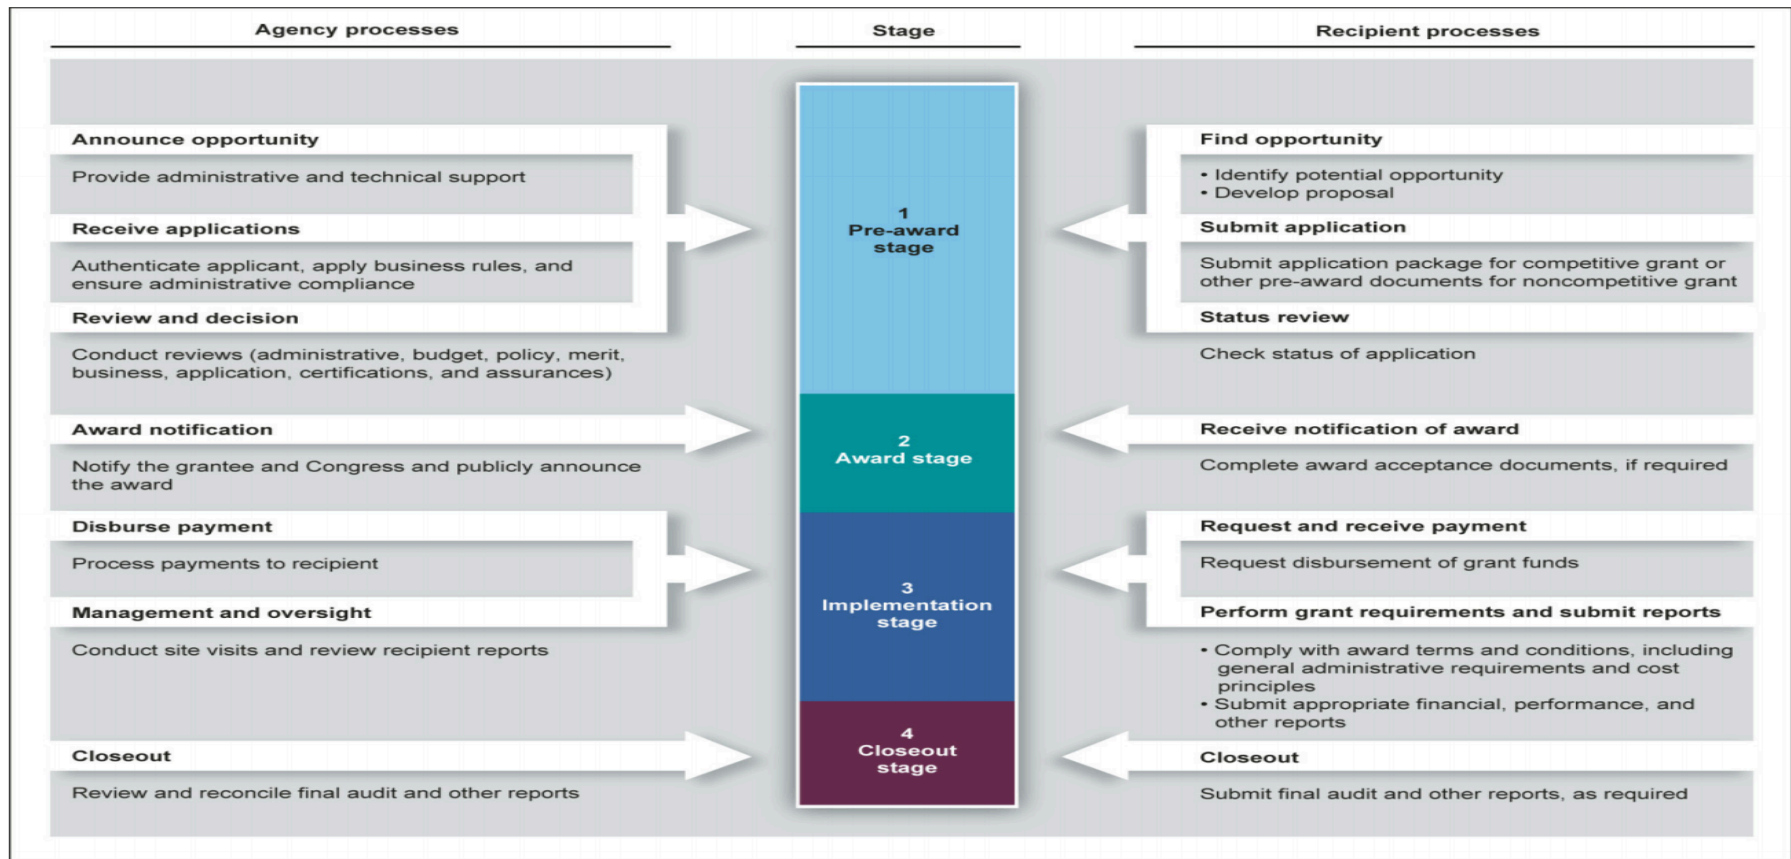 Agency processes
Stage
Recipient processes
Announce opportunity
Provide administrative and technical support
Receive applications
Authenticate applicant, apply business rules, and
ensure administrative compliance
Review and decision
Conduct reviews (administrative, budget, policy, merit,
business, application, certifications, and assurances)
Award notification
Notify the grantee and Congress and publicly announce
the award
Disburse payment
Process payments to recipient
Management and oversight
Conduct site visits and review recipient reports
Closeout
Review and reconcile final audit and other reports
1
Pre-award
stage
2
Award stage
3
Implementation
stage
4
Closeout
stage
Find opportunity
• Identify potential opportunity
• Develop proposal
Submit application
Submit application package for competitive grant or
other pre-award documents for noncompetitive grant
Status review
Check status of application
Receive notification of award
Complete award acceptance documents, if required
Request and receive payment
Request disbursement of grant funds
Perform grant requirements and submit reports
• Comply with award terms and conditions, including
general administrative requirements and cost
principles
• Submit appropriate financial, performance, and
other reports
Closeout
Submit final audit and other reports, as required